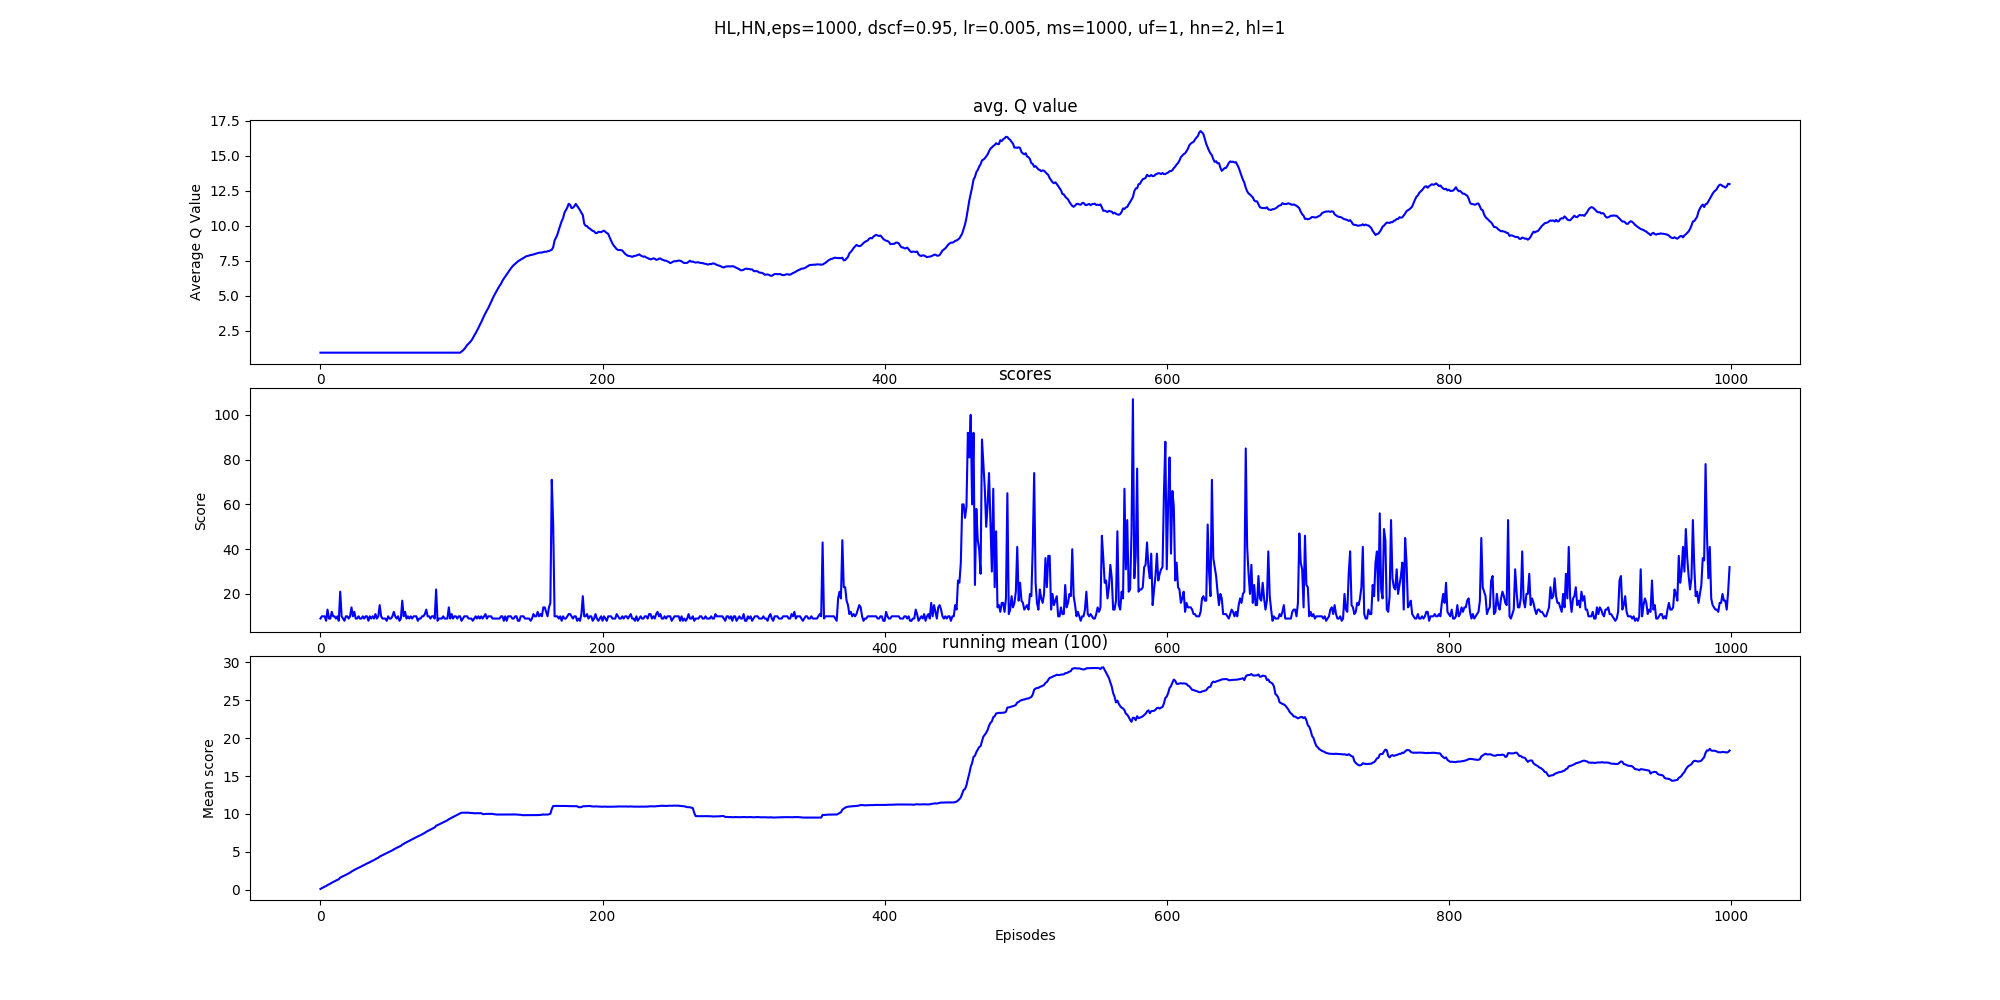 HL,HN,eps=1000, dscf=0.95, lr=0.005, ms=1000, uf=1, hn=2, hl=1
avg. Q value
17.5
15.0
12.5
10.0
7.5
5.0
2.5
Average Q Value
0 200 400 600 800 1000
scores
100
80
60
40
20
Score
0 200 400 600 800 1000
running mean (100)
30
25
20
15
10
5
0
Mean score
0 200 400 600 800 1000
Episodes